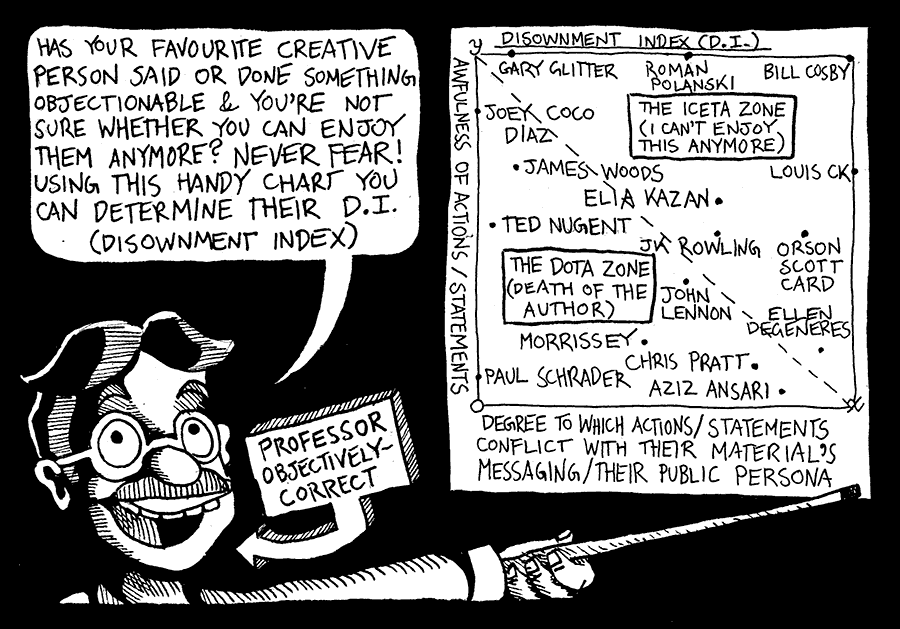 HAS YOUR FAVOURITE CREATIVE
PERSON SAID OR DONE SOMETHING
OBJECTIONABLE & YOU'RE NOT
SURE WHETHER YOU CAN ENJOY
THEM ANYMORE? NEVER FEAR!
USING THIS HANDY CHART YOU
CAN DETERMINE THEIR D.I.
(DISOWNMENT INDEX)
PROFESSOR
OBJECTIVELY-
CORRECT
DISOWNMENT INDEX (D.I.)
y
AWFULNESS OF ACTIONS/STATEMENTS
GARY GLITTER
ROMAN
POLANSKI
BILL COSBY
THE ICETA ZONE
(I CAN'T ENJOY
THIS ANYMORE)
JOEY COCO
DIAZ
JAMES WOODS
LOUIS CK
ELIA KAZAN
TED NUGENT
JK ROWLING
ORSON
SCOTT
CARD
THE DOTA ZONE
(DEATH OF THE
AUTHOR)
JOHN
LENNON
ELLEN
DEGENERES
MORRISSEY
CHRIS PRATT
PAUL SCHRADER
AZIZ ANSARI
x
DEGREE TO WHICH ACTIONS/STATEMENTS
CONFLICT WITH THEIR MATERIAL'S
MESSAGING/THEIR PUBLIC PERSONA